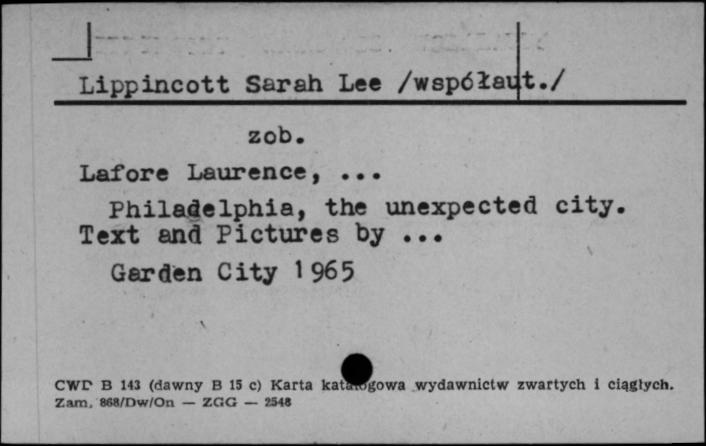 Lippincott Sarah Lee /współaut./
zob.
Lafore Laurence, ...
Philadelphia, the unexpected city.
Text and Pictures by ...
Garden City 1965
CWD B 143 (dawny B 15 c) Karta katalogowa wydawnictw zwartych i ciągłych.
Zam. 868/Dw/On — ZGG — 2548